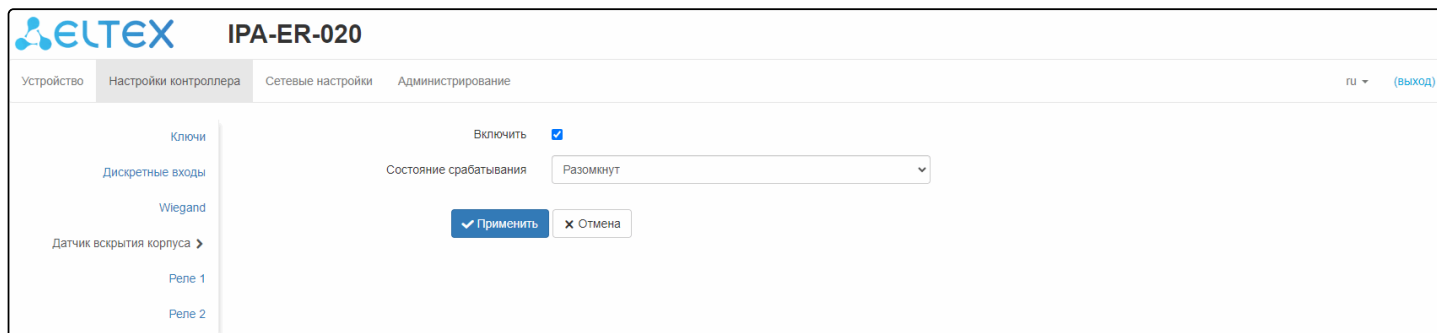 ELTEX IPA-ER-020
Устройство Настройки контроллера Сетевые настройки Администрирование ru (выход)
Ключи
Включить
Дискретные входы
Состояние срабатывания Разомкнут
Wiegand
Применить Отмена
Датчик вскрытия корпуса
Реле 1
Реле 2